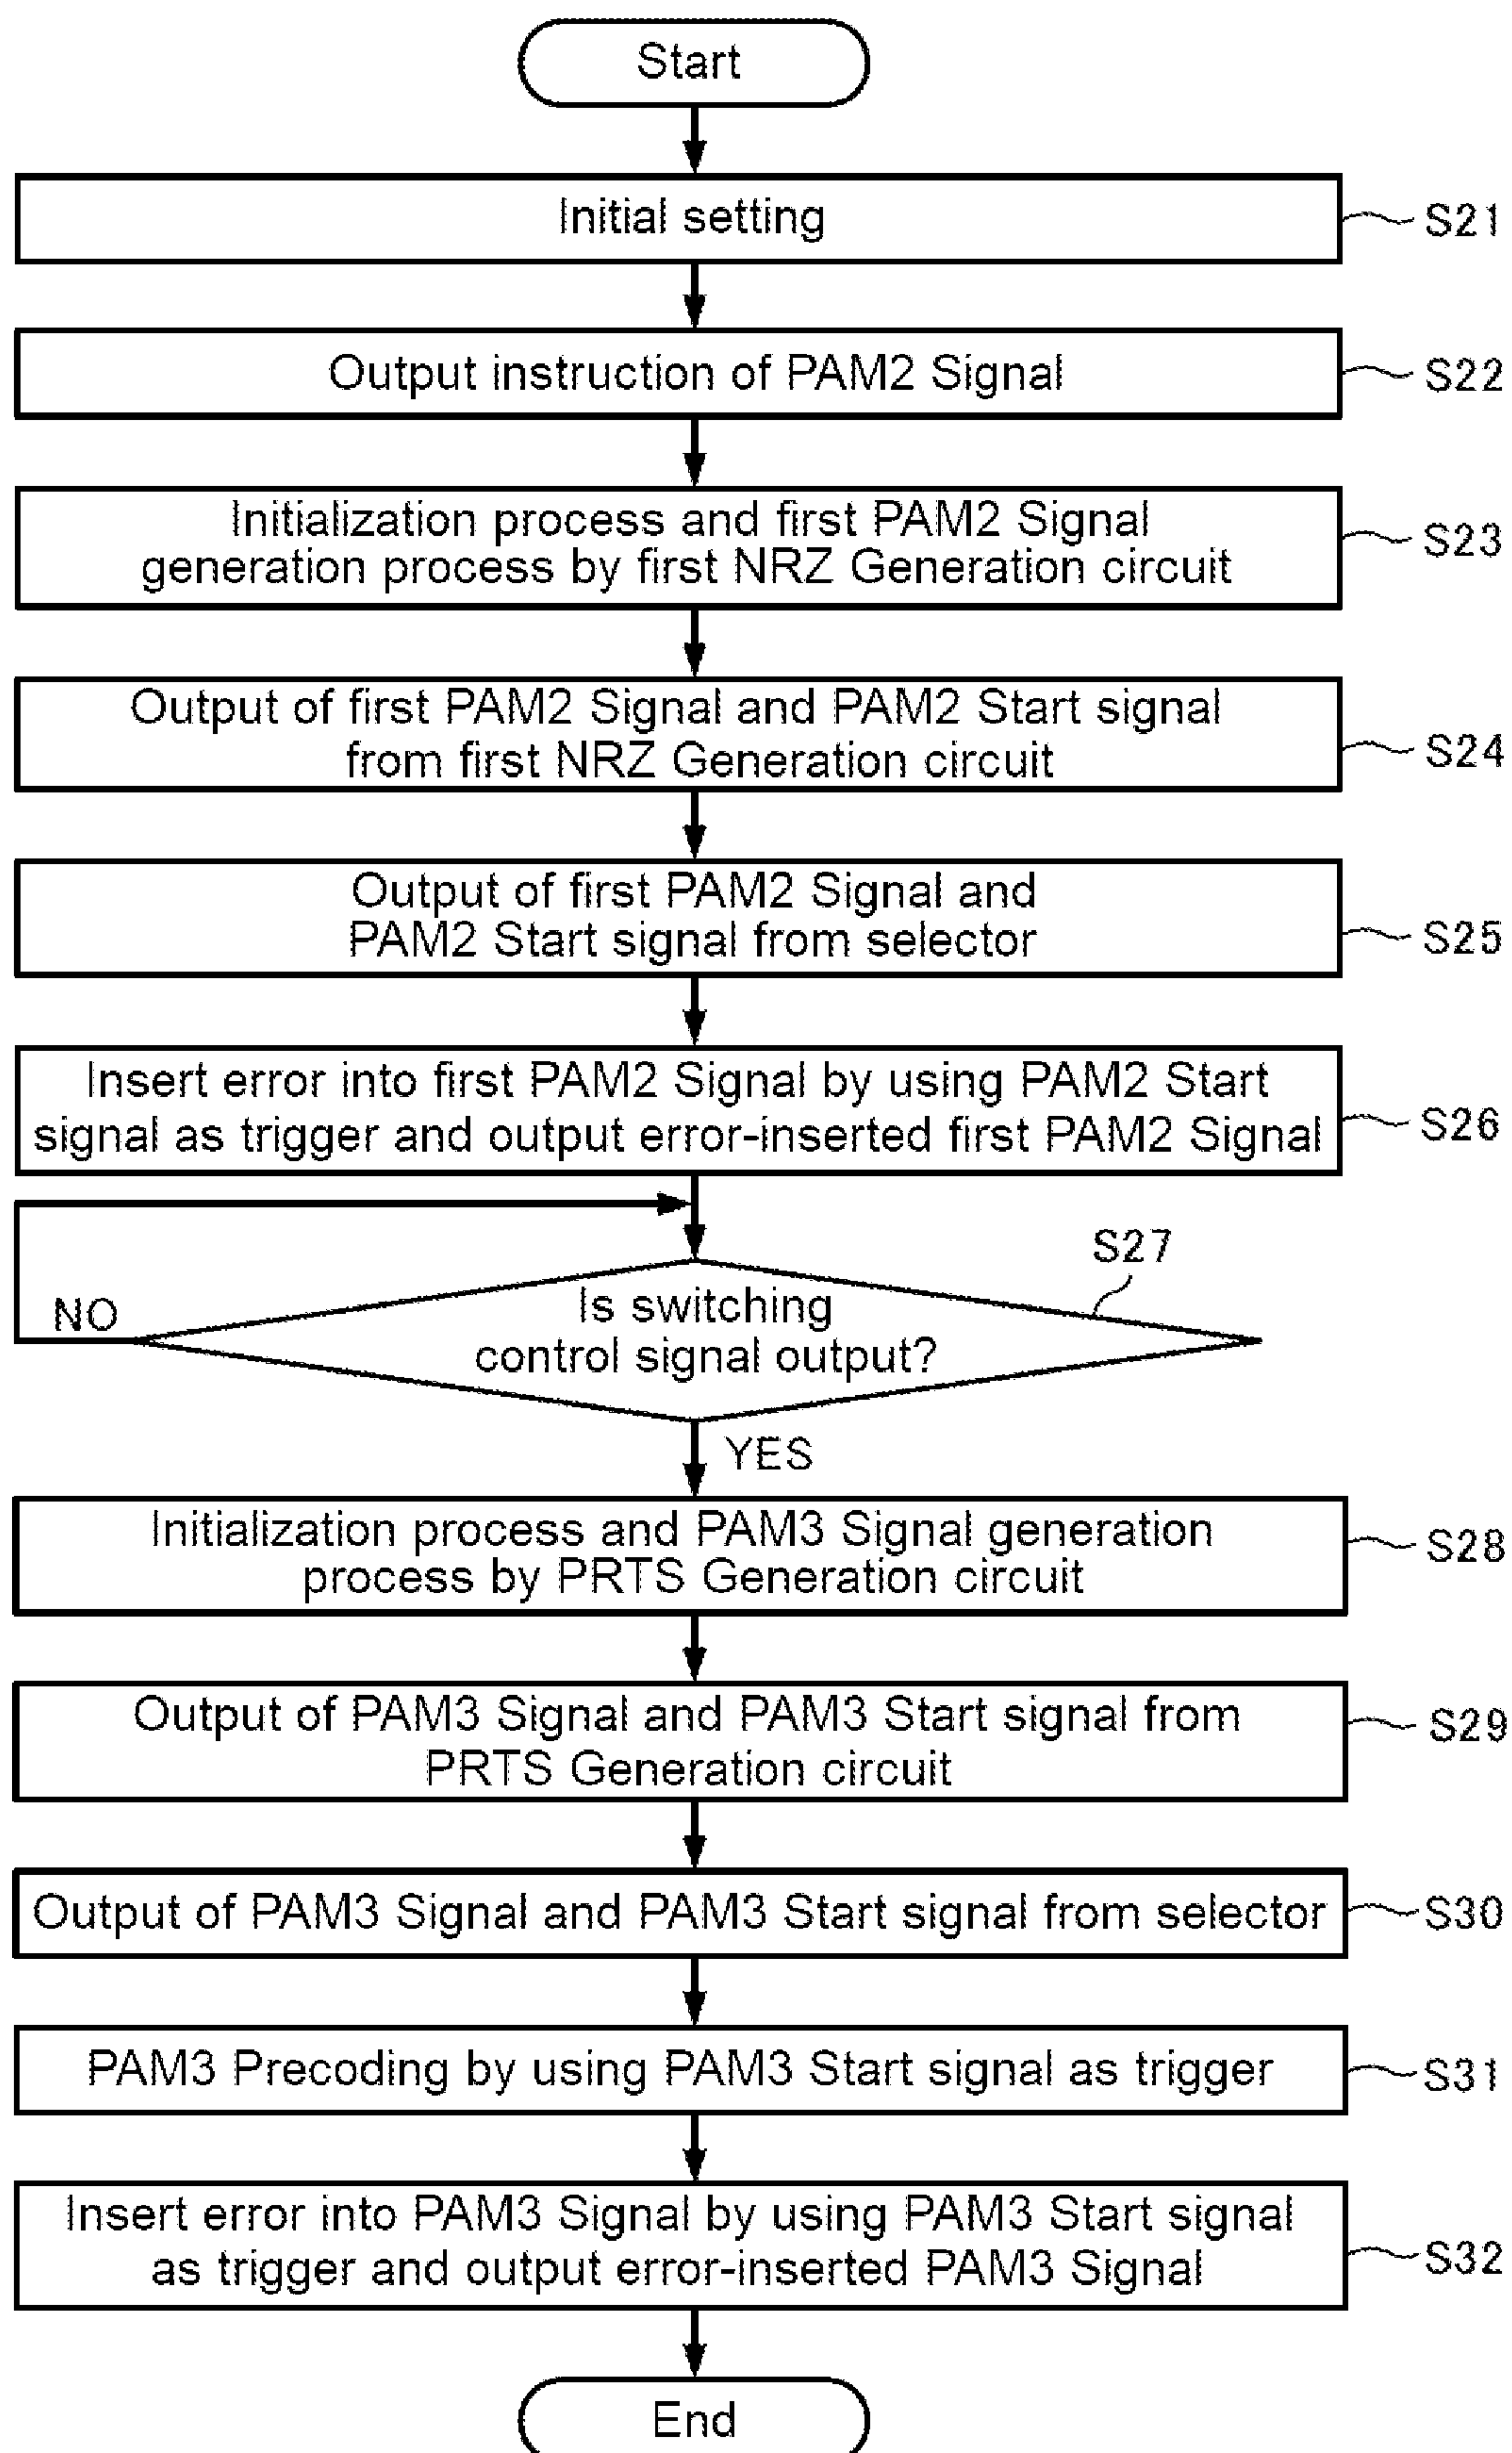 Start
Initial setting
S21
Output instruction of PAM2 Signal
S22
Initialization process and first PAM2 Signal
generation process by first NRZ Generation circuit
S23
Output of first PAM2 Signal and PAM2 Start signal
from first NRZ Generation circuit
S24
Output of first PAM2 Signal and
PAM2 Start signal from selector
S25
Insert error into first PAM2 Signal by using PAM2 Start
signal as trigger and output error-inserted first PAM2 Signal
S26
S27
NO
Is switching
control signal output?
YES
Initialization process and PAM3 Signal generation
process by PRTS Generation circuit
S28
Output of PAM3 Signal and PAM3 Start signal from
PRTS Generation circuit
S29
Output of PAM3 Signal and PAM3 Start signal from selector
S30
PAM3 Precoding by using PAM3 Start signal as trigger
S31
Insert error into PAM3 Signal by using PAM3 Start signal
as trigger and output error-inserted PAM3 Signal
S32
End